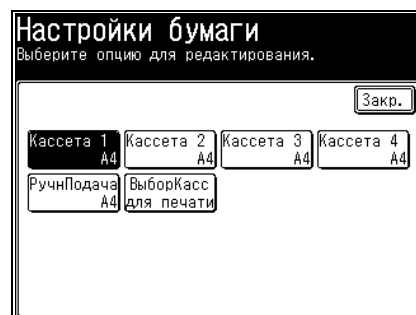 Настройки бумаги
Выберите опцию для редактирования.
Закр.
Кассета 1 Кассета 2 Кассета 3 Кассета 4
A4 A4 A4 A4
РучнПодача ВыборКасс
A4 для печати